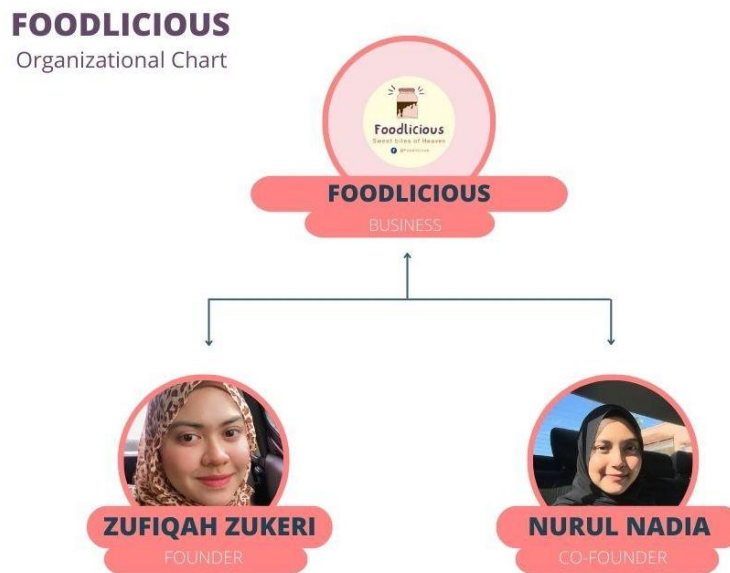 FOODLICIOUS
Organizational Chart
Foodlicious
Sweet bites of Heaven
FOODLICIOUS
BUSINESS
ZUFIQAH ZUKERI
FOUNDER
NURUL NADIA
CO-FOUNDER